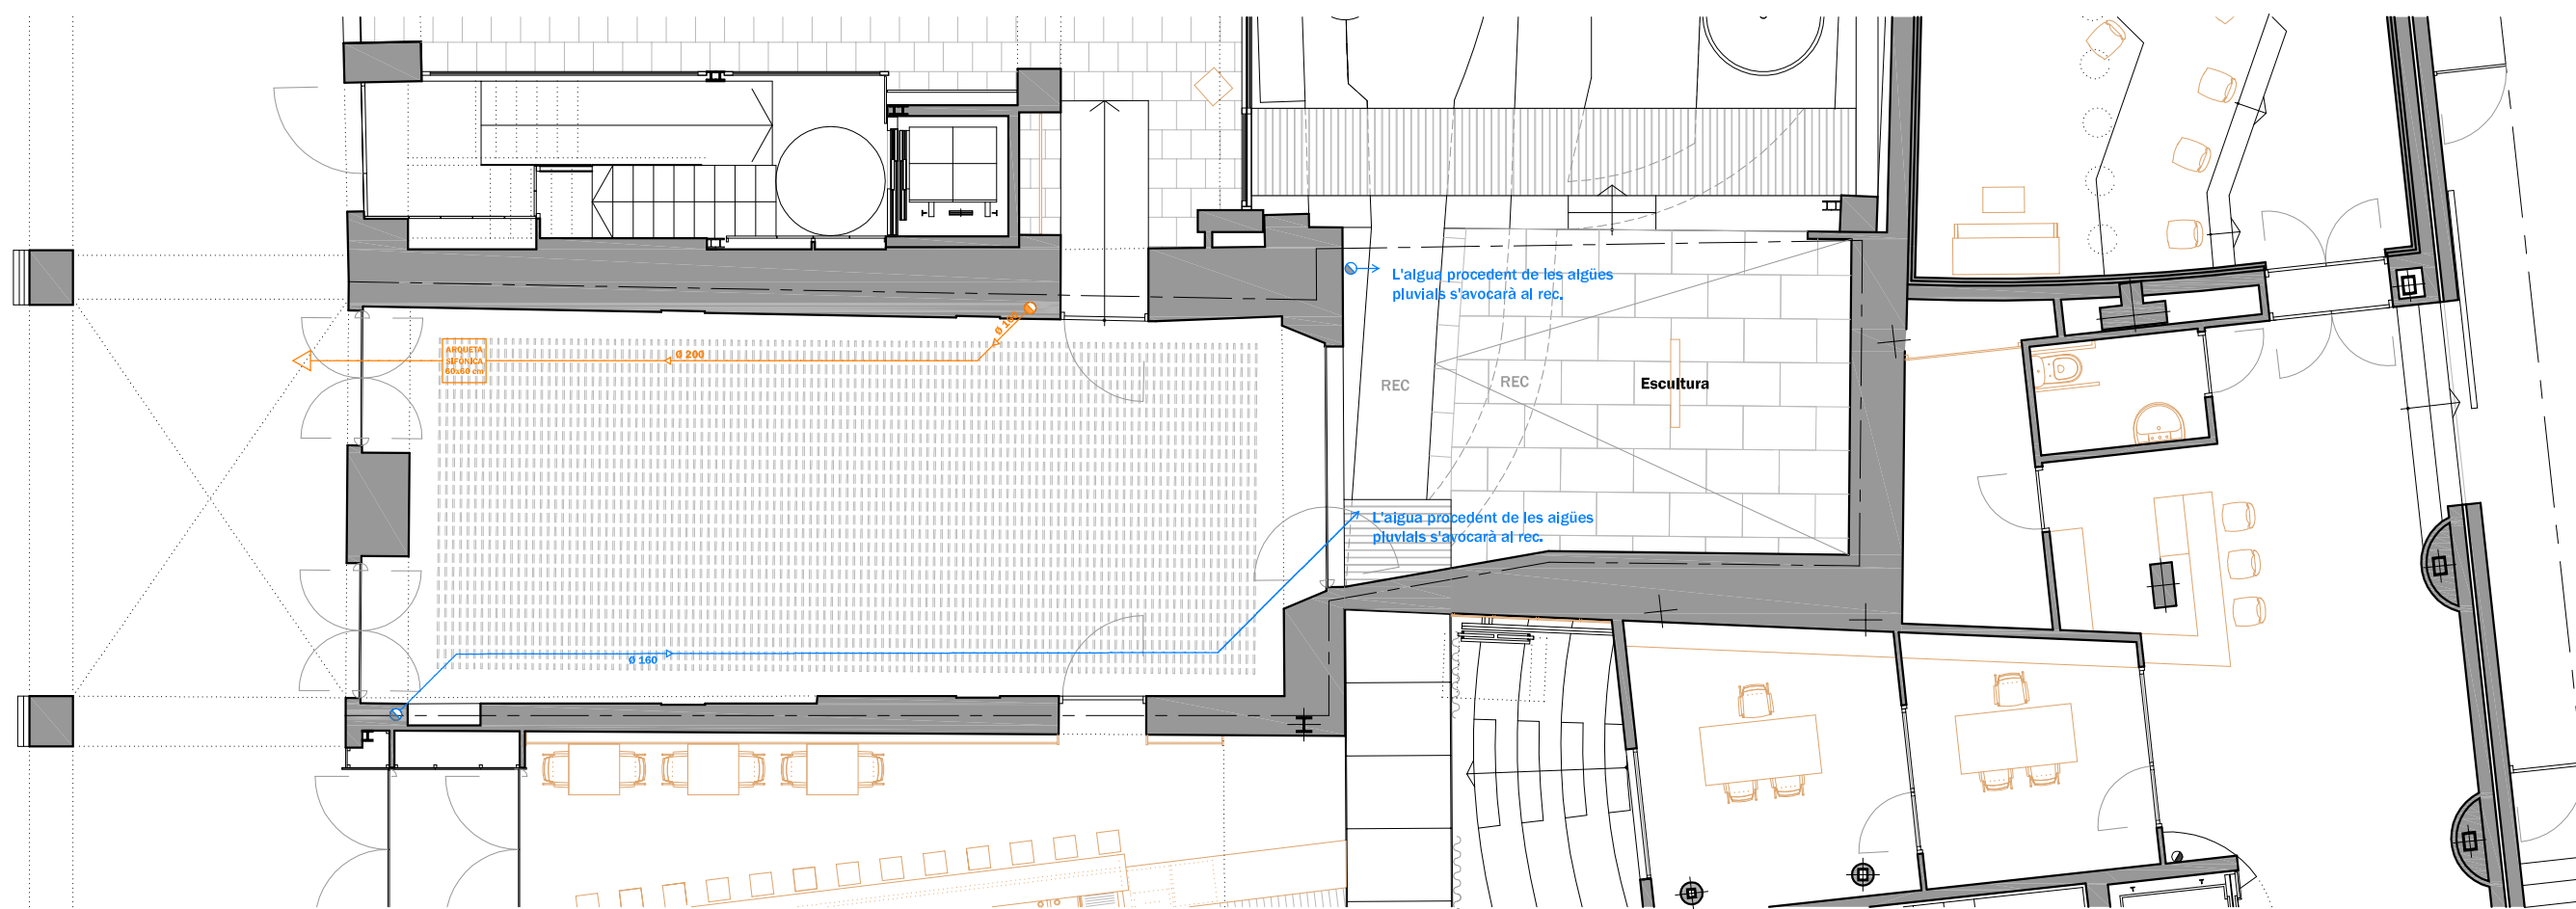 L'aigua procedent de les aigües
pluvials s'avocarà al rec.
Ø 160
ARQUETA
SIFÒNICA
60x60 cm
Ø 200
REC
REC
Escultura
L'aigua procedent de les aigües
pluvials s'avocarà al rec.
Ø 160